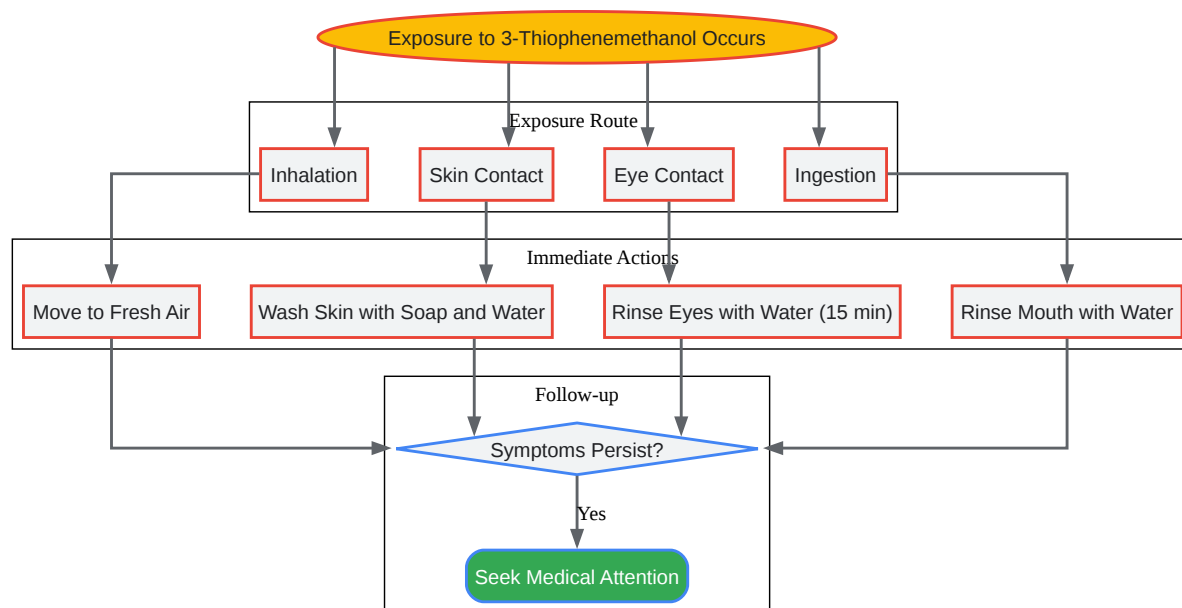 Exposure to 3-Thiophenemethanol Occurs
Exposure Route
Inhalation
Skin Contact
Eye Contact
Ingestion
Immediate Actions
Move to Fresh Air
Wash Skin with Soap and Water
Rinse Eyes with Water (15 min)
Rinse Mouth with Water
Follow-up
Symptoms Persist?
Yes
Seek Medical Attention